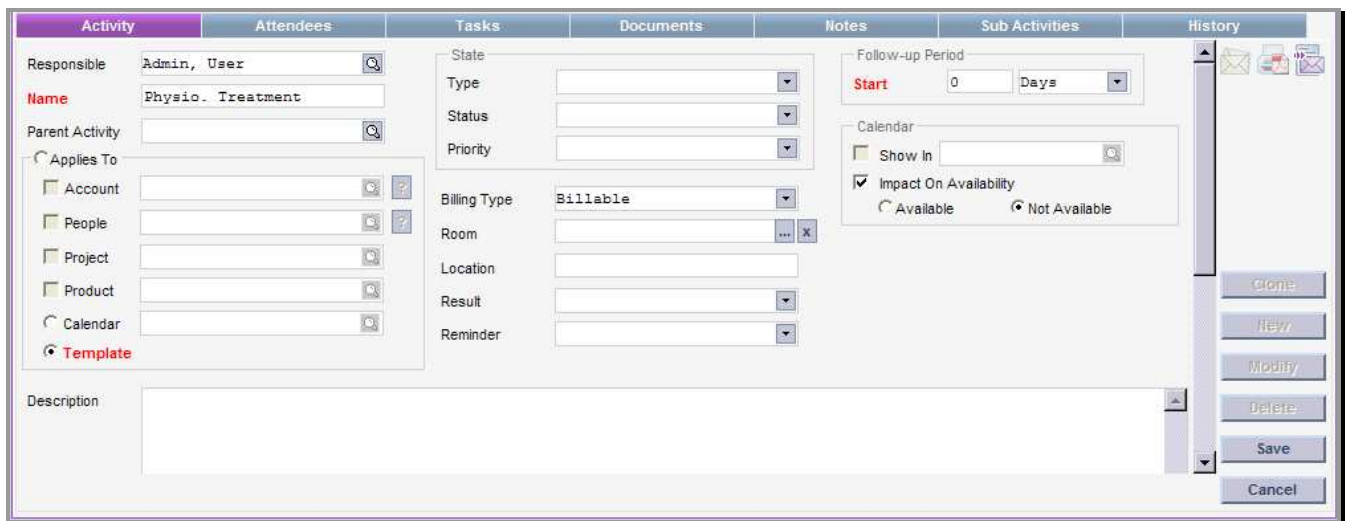 Activity Attendees Tasks Documents Notes Sub Activities History
Responsible Admin, User
Name Physio. Treatment
Parent Activity
Applies To
Account ?
People ?
Project
Product
Calendar
Template
State
Type
Status
Priority
Billing Type Billable
Room ... x
Location
Result
Reminder
Follow-up Period
Start 0 Days
Calendar
Show In
Impact On Availability
Available Not Available
Description
Clone
New
Modify
Delete
Save
Cancel